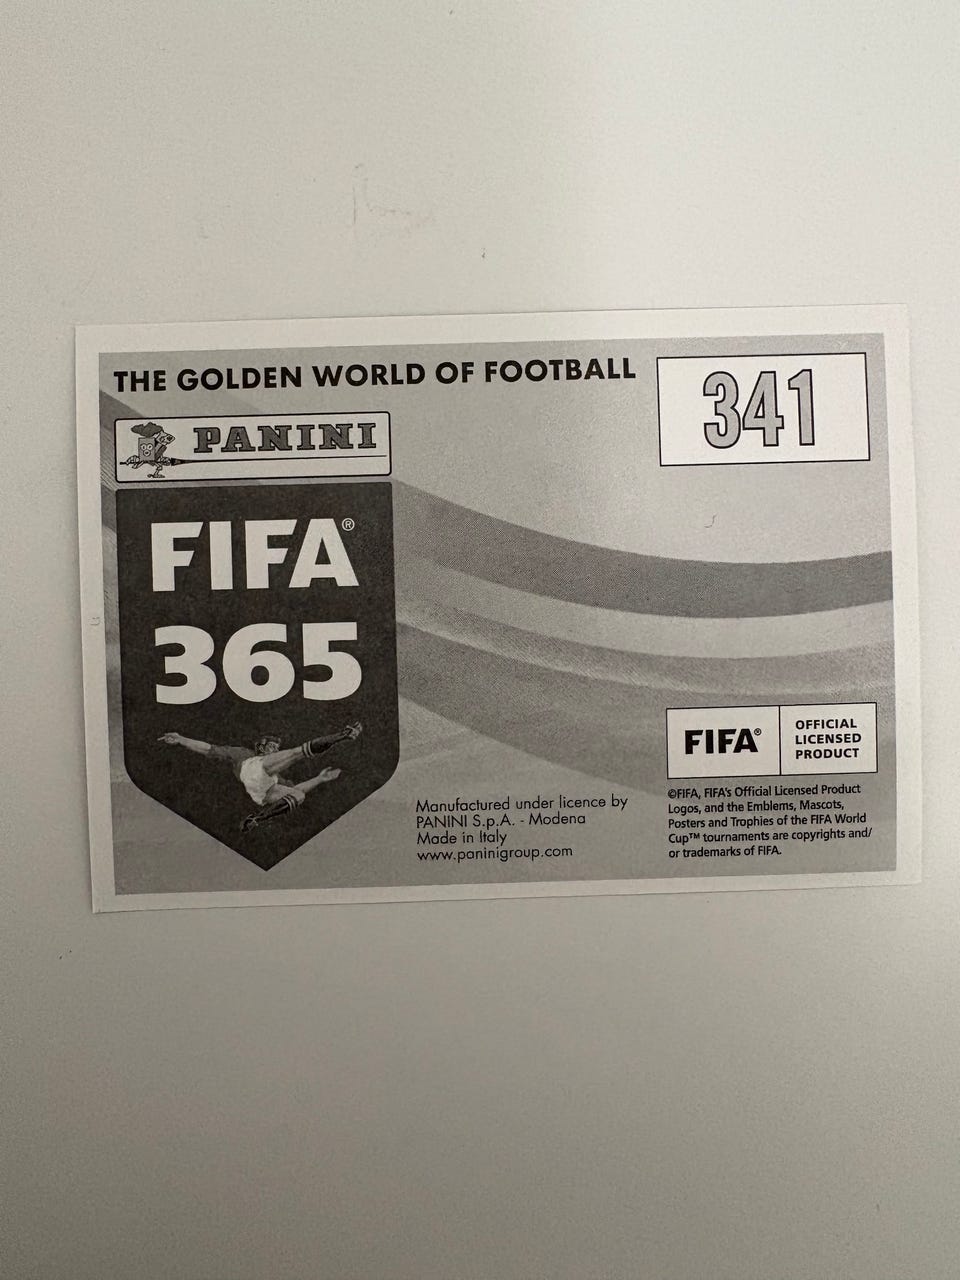 THE GOLDEN WORLD OF FOOTBALL
341
PANINI
FIFA®
365
Manufactured under licence by
PANINI S.p.A. - Modena
Made in Italy
www.paninigroup.com
FIFA®
OFFICIAL
LICENSED
PRODUCT
©FIFA, FIFA's Official Licensed Product
Logos, and the Emblems, Mascots,
Posters and Trophies of the FIFA World
Cup™ tournaments are copyrights and/
or trademarks of FIFA.